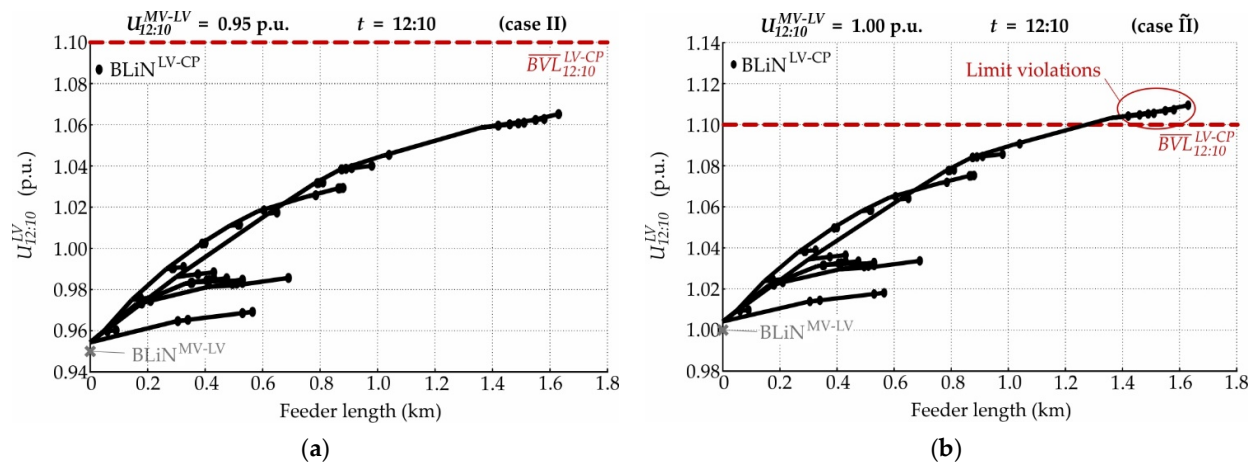 U^{MV-LV}_{12:10} = 0.95 p.u. t = 12:10 (case II)
1.10
BLiN^{LV-CP}
\overline{BVL}^{LV-CP}_{12:10}
1.08
1.06
1.04
1.02
1.00
0.98
0.96
0.94
U^{LV}_{12:10} (p.u.)
BLiN^{MV-LV}
0 0.2 0.4 0.6 0.8 1.0 1.2 1.4 1.6 1.8
Feeder length (km)
(a)
U^{MV-LV}_{12:10} = 1.00 p.u. t = 12:10 (case ĨĨ)
1.14
BLiN^{LV-CP}
Limit violations
1.12
1.10
\overline{BVL}^{LV-CP}_{12:10}
1.08
1.06
1.04
1.02
1.00
0.98
U^{LV}_{12:10} (p.u.)
BLiN^{MV-LV}
0 0.2 0.4 0.6 0.8 1.0 1.2 1.4 1.6 1.8
Feeder length (km)
(b)